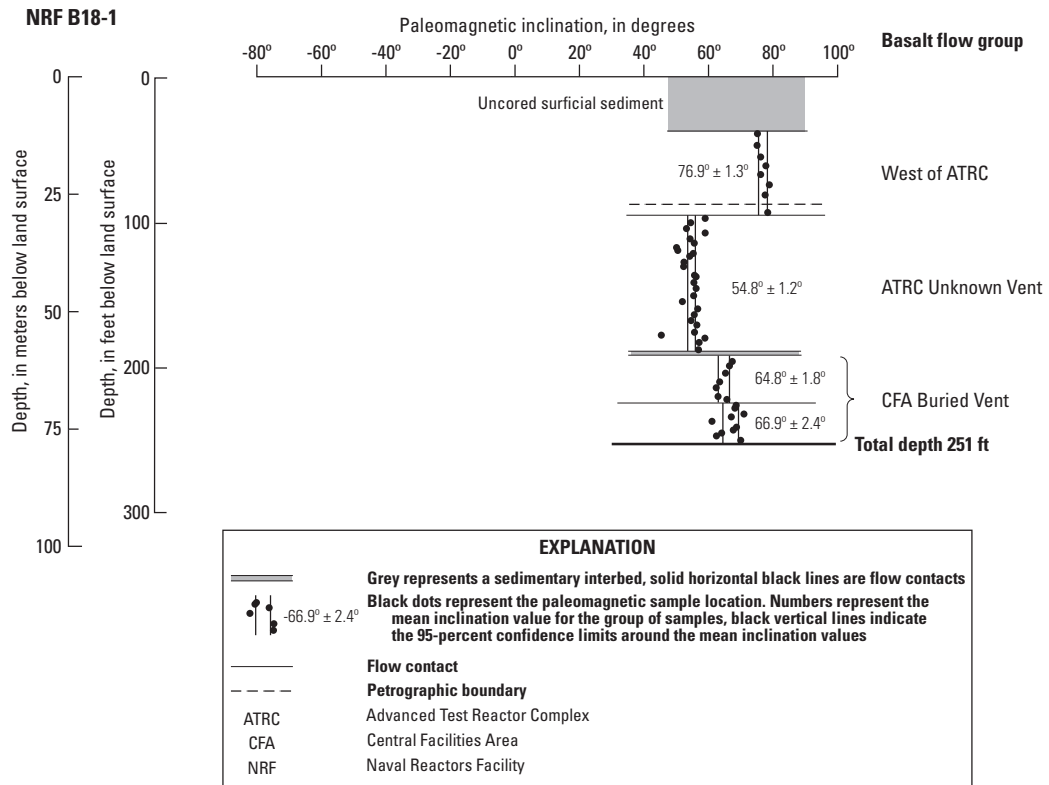 NRF B18-1
Paleomagnetic inclination, in degrees
Basalt flow group
-80º -60º -40º -20º 0º 20º 40º 60º 80º 100º
Depth, in meters below land surface
0
25
50
75
100
Depth, in feet below land surface
0
100
200
300
Uncored surficial sediment
76.9º ± 1.3º
West of ATRC
54.8º ± 1.2º
ATRC Unknown Vent
64.8º ± 1.8º
66.9º ± 2.4º
CFA Buried Vent
Total depth 251 ft
EXPLANATION
Grey represents a sedimentary interbed, solid horizontal black lines are flow contacts
-66.9º ± 2.4º
Black dots represent the paleomagnetic sample location. Numbers represent the
mean inclination value for the group of samples, black vertical lines indicate
the 95-percent confidence limits around the mean inclination values
Flow contact
Petrographic boundary
ATRC Advanced Test Reactor Complex
CFA Central Facilities Area
NRF Naval Reactors Facility